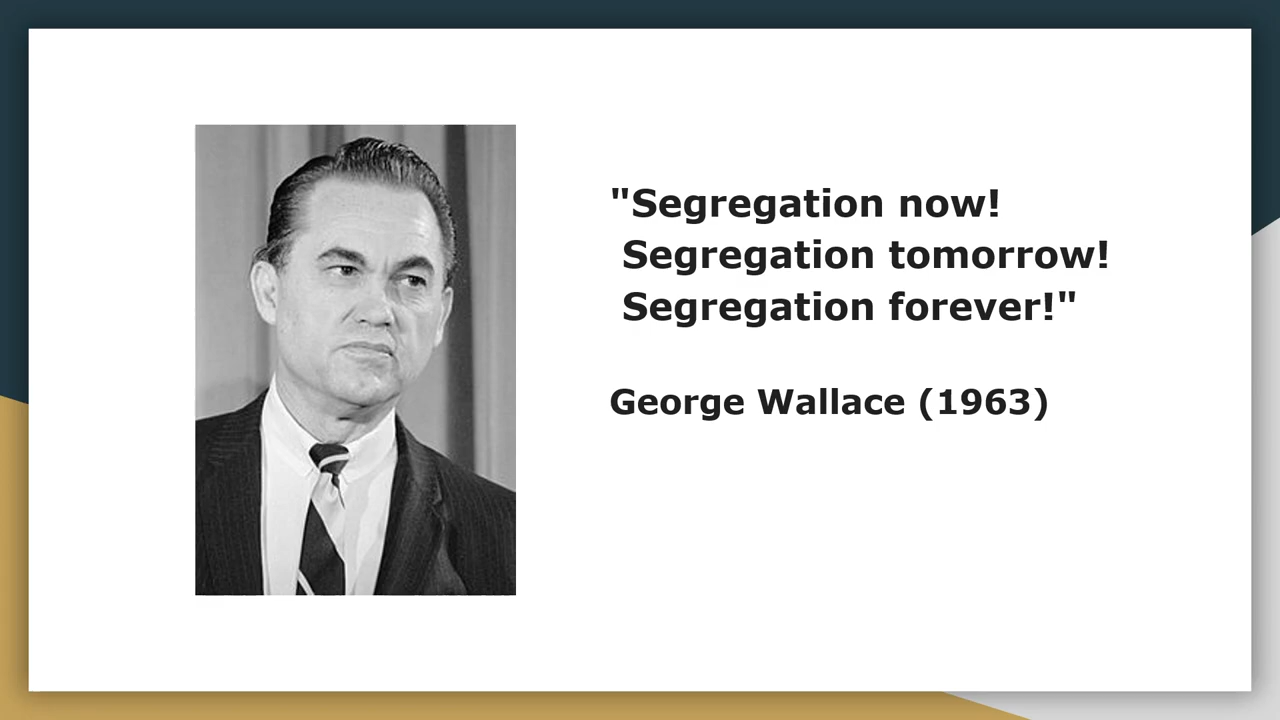 "Segregation now!
Segregation tomorrow!
Segregation forever!"
George Wallace (1963)